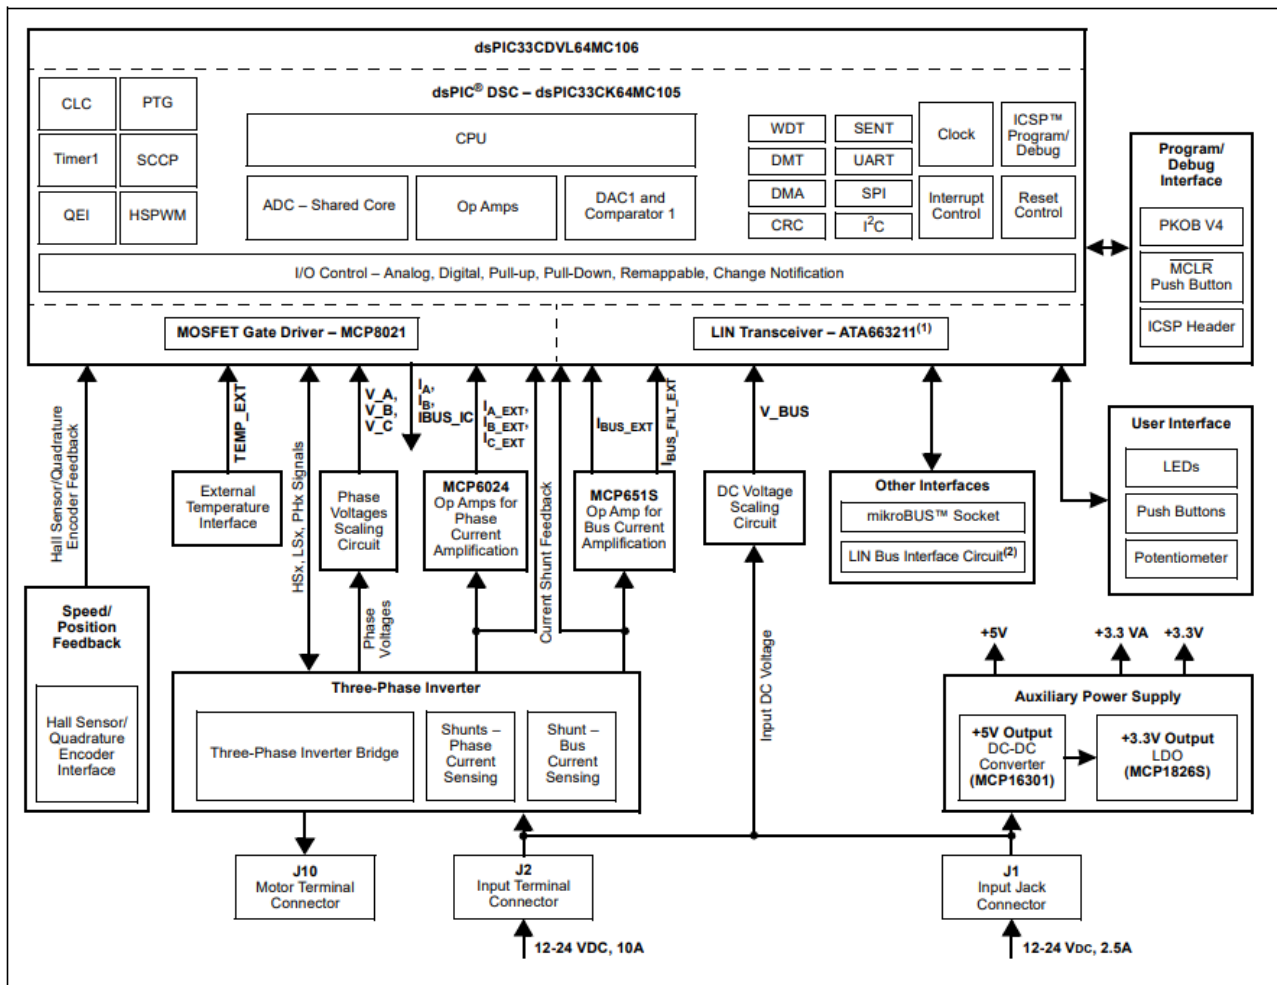 dsPIC33CDVL64MC106
dsPIC® DSC – dsPIC33CK64MC105
CLC
PTG
Timer1
SCCP
QEI
HSPWM
CPU
ADC – Shared Core
Op Amps
DAC1 and
Comparator 1
WDT
SENT
DMT
UART
DMA
SPI
CRC
I²C
Clock
ICSP™
Program/
Debug
Interrupt
Control
Reset
Control
I/O Control – Analog, Digital, Pull-up, Pull-Down, Remappable, Change Notification
MOSFET Gate Driver – MCP8021
LIN Transceiver – ATA663211(1)
Program/
Debug
Interface
PKOB V4
MCLR
Push Button
ICSP Header
Hall Sensor/Quadrature
Encoder Feedback
TEMP_EXT
HSx, LSx, PHx Signals
V_A,
V_B,
V_C
IA,
IB,
IBUS_IC
IA_EXT,
IB_EXT,
IC_EXT
Current Shunt Feedback
IBUS_EXT
IBUS_FILT_EXT
V_BUS
External
Temperature
Interface
Phase
Voltages
Scaling
Circuit
MCP6024
Op Amps for
Phase
Current
Amplification
MCP651S
Op Amp for
Bus Current
Amplification
DC Voltage
Scaling
Circuit
Other Interfaces
mikroBUS™ Socket
LIN Bus Interface Circuit(2)
User Interface
LEDs
Push Buttons
Potentiometer
Speed/
Position
Feedback
Hall Sensor/
Quadrature
Encoder
Interface
Phase
Voltages
Input DC Voltage
Three-Phase Inverter
Three-Phase Inverter Bridge
Shunts –
Phase
Current
Sensing
Shunt –
Bus
Current
Sensing
+5V
+3.3 VA
+3.3V
Auxiliary Power Supply
+5V Output
DC-DC
Converter
(MCP16301)
+3.3V Output
LDO
(MCP1826S)
J10
Motor Terminal
Connector
J2
Input Terminal
Connector
J1
Input Jack
Connector
12-24 VDC, 10A
12-24 VDC, 2.5A